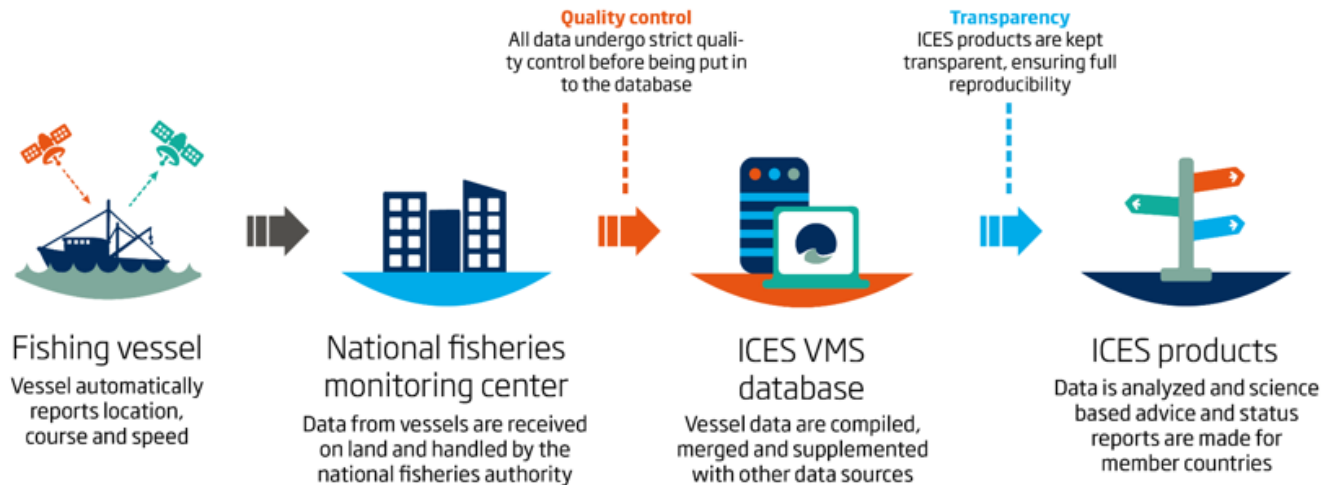 Quality control
All data undergo strict quali-
ty control before being put in
to the database
Transparency
ICES products are kept
transparent, ensuring full
reproducibility
Fishing vessel
Vessel automatically
reports location,
course and speed
National fisheries
monitoring center
Data from vessels are received
on land and handled by the
national fisheries authority
ICES VMS
database
Vessel data are compiled,
merged and supplemented
with other data sources
ICES products
Data is analyzed and science
based advice and status
reports are made for
member countries